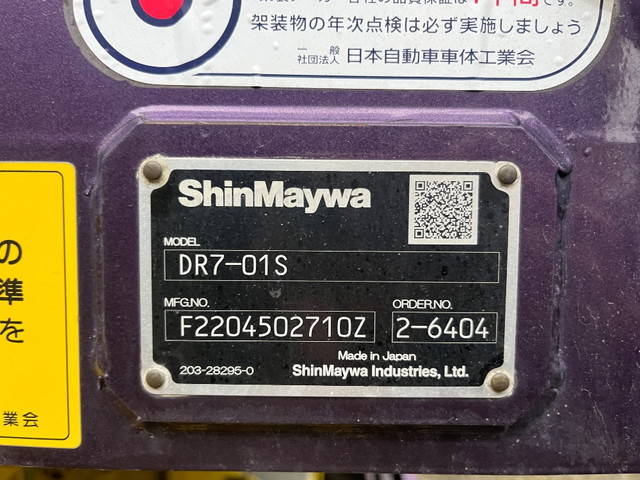 架装物の年次点検は必ず実施しましょう
一般
社団法人 日本自動車車体工業会
の
準
を
業会
ShinMaywa
MODEL
DR7-01S
MFG.NO. ORDER.NO.
F2204502710Z 2-6404
Made in Japan
203-28295-0 ShinMaywa Industries, Ltd.